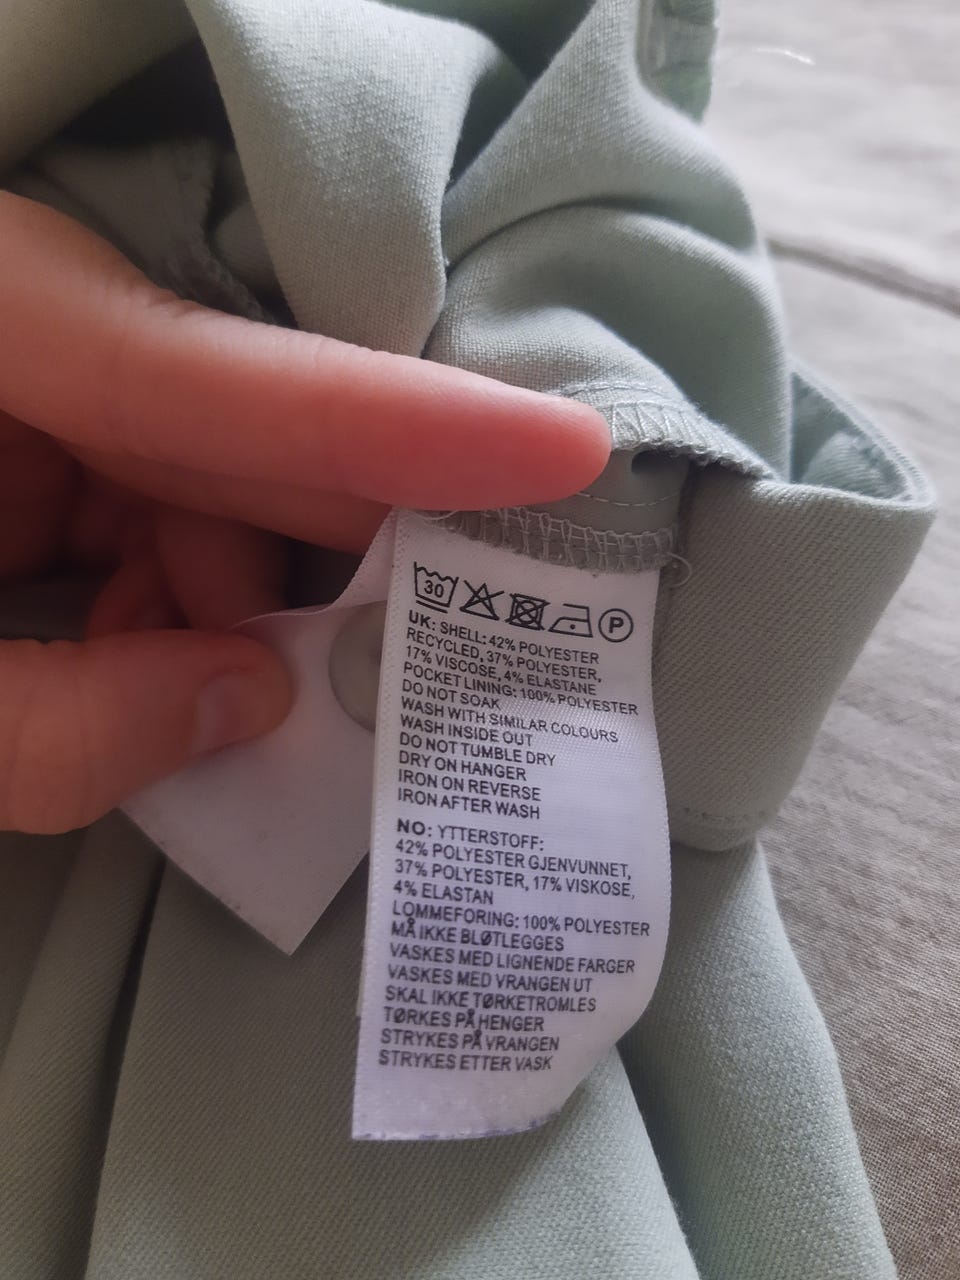 30 P
UK: SHELL: 42% POLYESTER
RECYCLED, 37% POLYESTER,
17% VISCOSE, 4% ELASTANE
POCKET LINING: 100% POLYESTER
DO NOT SOAK
WASH WITH SIMILAR COLOURS
WASH INSIDE OUT
DO NOT TUMBLE DRY
DRY ON HANGER
IRON ON REVERSE
IRON AFTER WASH
NO: YTTERSTOFF:
42% POLYESTER GJENVUNNET,
37% POLYESTER, 17% VISKOSE,
4% ELASTAN
LOMMEFORING: 100% POLYESTER
MÅ IKKE BLØTLEGGES
VASKES MED LIGNENDE FARGER
VASKES MED VRANGEN UT
SKAL IKKE TØRKETROMLES
TØRKES PÅ HENGER
STRYKES PÅ VRANGEN
STRYKES ETTER VASK